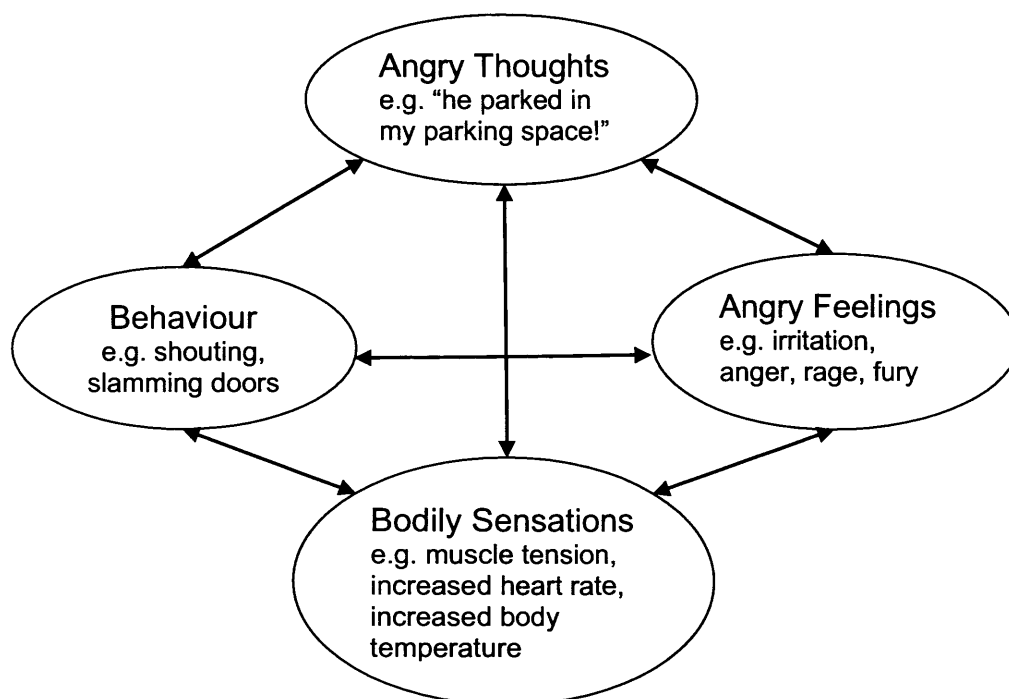 Angry Thoughts
e.g. “he parked in
my parking space!”
Behaviour
e.g. shouting,
slamming doors
Angry Feelings
e.g. irritation,
anger, rage, fury
Bodily Sensations
e.g. muscle tension,
increased heart rate,
increased body
temperature